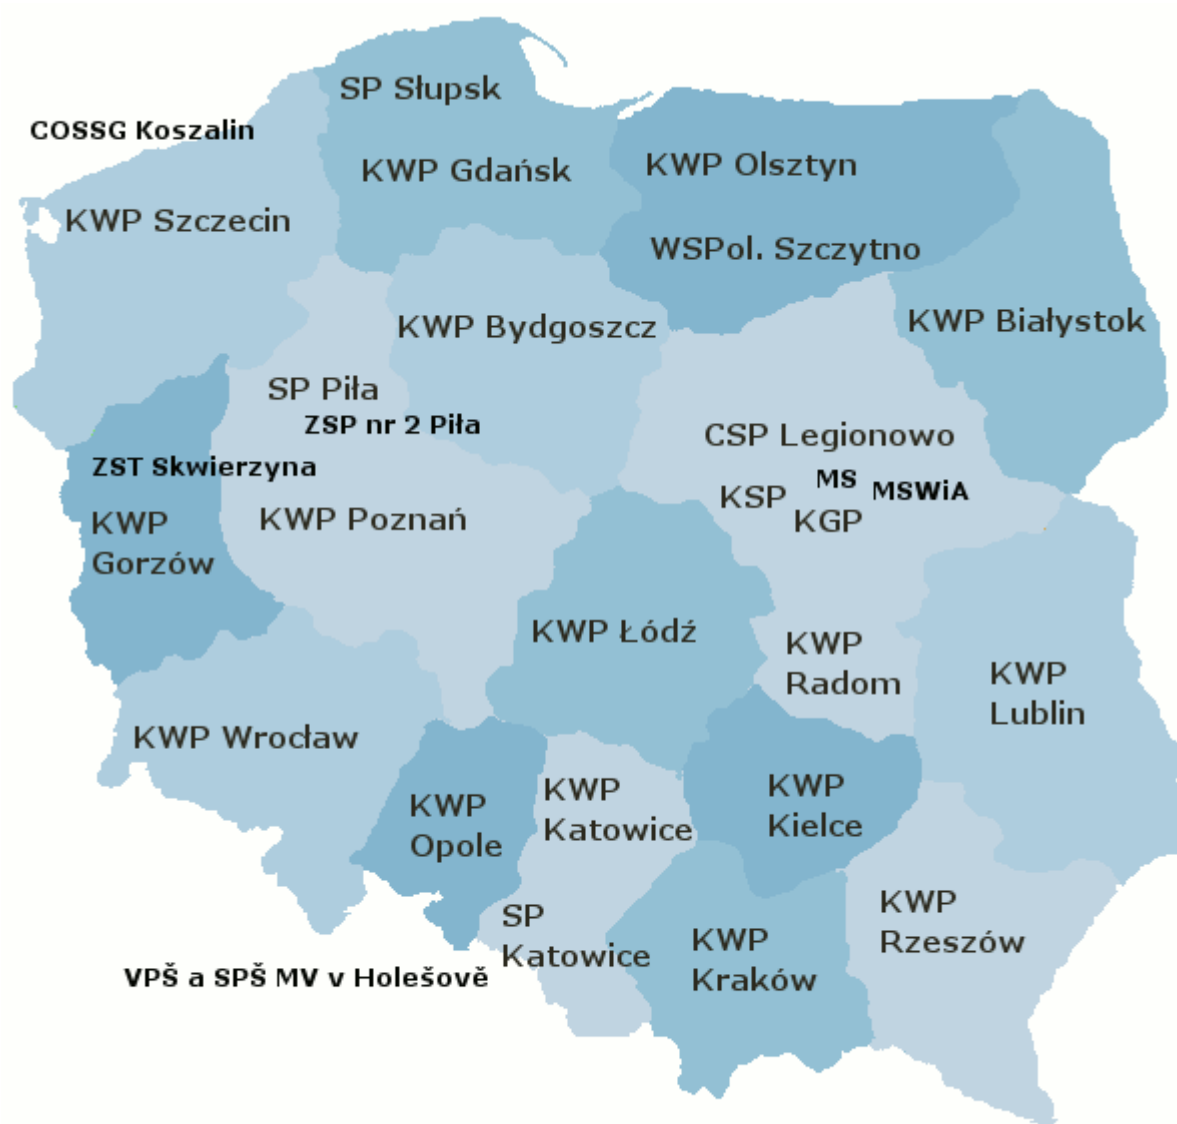 SP Słupsk
COSSG Koszalin
KWP Gdańsk
KWP Olsztyn
KWP Szczecin
WSPol. Szczytno
KWP Bydgoszcz
KWP Białystok
SP Piła
ZSP nr 2 Piła
CSP Legionowo
ZST Skwierzyna
MS
MSWiA
KSP
KGP
KWP Poznań
KWP
Gorzów
KWP Łódź
KWP
Radom
KWP
Lublin
KWP Wrocław
KWP
Opole
KWP
Katowice
KWP
Kielce
SP
Katowice
KWP
Kraków
KWP
Rzeszów
VPŠ a SPŠ MV v Holešově